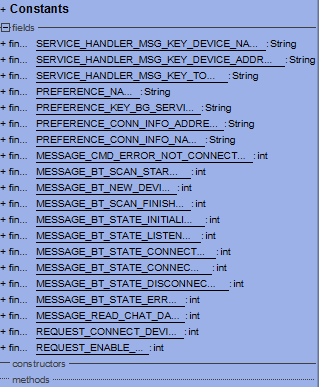 + Constants
fields
+ fin... SERVICE_HANDLER_MSG_KEY_DEVICE_NA... : String
+ fin... SERVICE_HANDLER_MSG_KEY_DEVICE_ADDR... : String
+ fin... SERVICE_HANDLER_MSG_KEY_TO... : String
+ fin... PREFERENCE_NA... : String
+ fin... PREFERENCE_KEY_BG_SERVI... : String
+ fin... PREFERENCE_CONN_INFO_ADDRE... : String
+ fin... PREFERENCE_CONN_INFO_NA... : String
+ fin... MESSAGE_CMD_ERROR_NOT_CONNECT... : int
+ fin... MESSAGE_BT_SCAN_STAR... : int
+ fin... MESSAGE_BT_NEW_DEVI... : int
+ fin... MESSAGE_BT_SCAN_FINISH... : int
+ fin... MESSAGE_BT_STATE_INITIALI... : int
+ fin... MESSAGE_BT_STATE_LISTEN... : int
+ fin... MESSAGE_BT_STATE_CONNECT... : int
+ fin... MESSAGE_BT_STATE_CONNEC... : int
+ fin... MESSAGE_BT_STATE_DISCONNEC... : int
+ fin... MESSAGE_BT_STATE_ERR... : int
+ fin... MESSAGE_READ_CHAT_DA... : int
+ fin... REQUEST_CONNECT_DEVI... : int
+ fin... REQUEST_ENABLE_... : int
constructors
methods